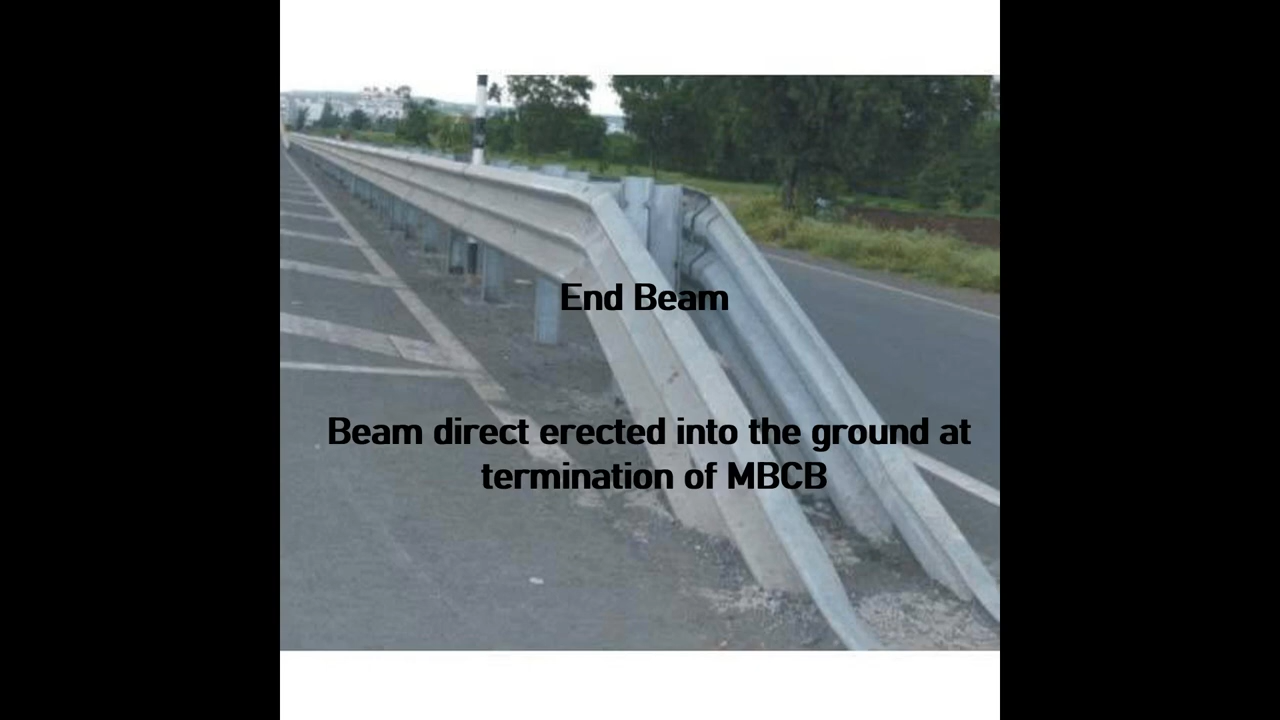 End Beam
Beam direct erected into the ground at
termination of MBCB